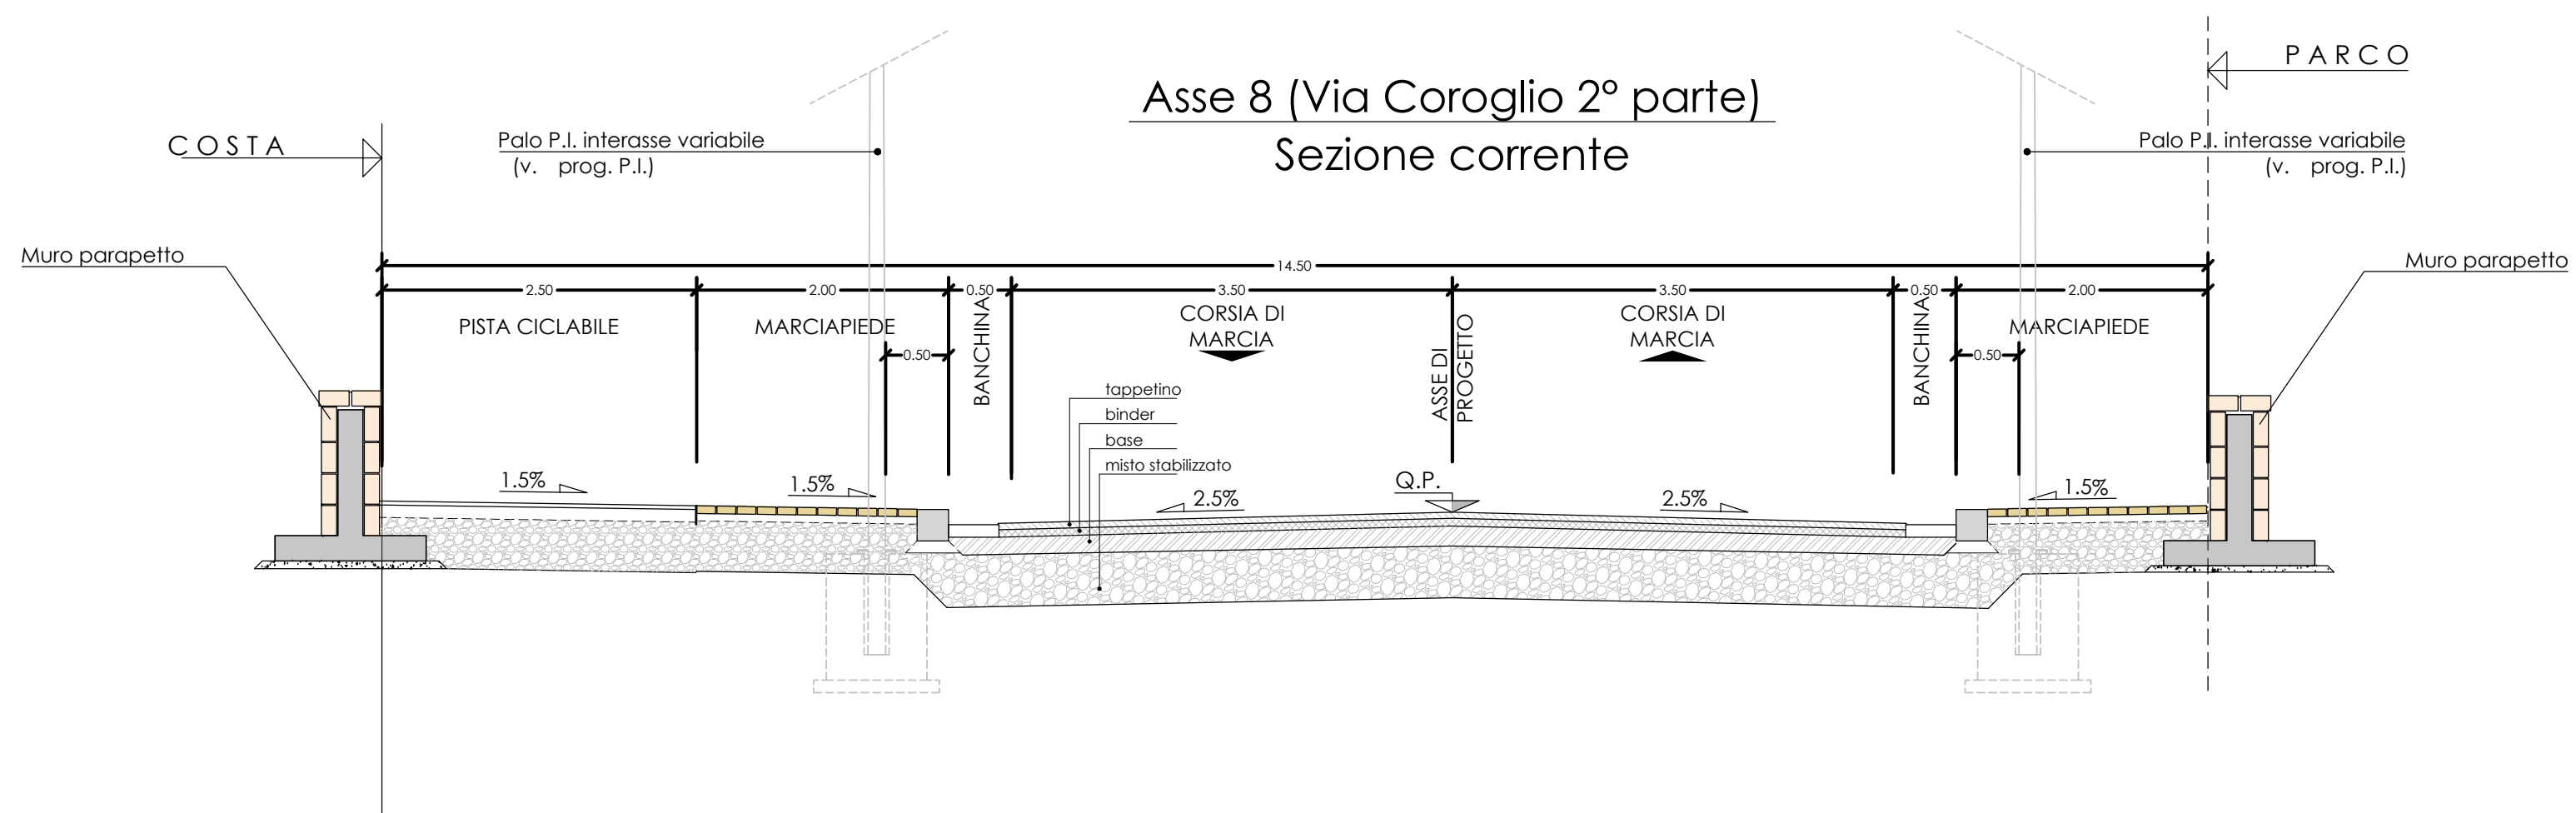 PARCO
Asse 8 (Via Coroglio 2° parte)
Sezione corrente
COSTA
Palo P.I. interasse variabile
(v. prog. P.I.)
Palo P.I. interasse variabile
(v. prog. P.I.)
Muro parapetto
Muro parapetto
14.50
2.50
2.00
0.50
3.50
3.50
0.50
2.00
PISTA CICLABILE
MARCIAPIEDE
BANCHINA
CORSIA DI
MARCIA
ASSE DI
PROGETTO
CORSIA DI
MARCIA
BANCHINA
MARCIAPIEDE
0.50
0.50
tappetino
binder
base
misto stabilizzato
1.5%
1.5%
2.5%
Q.P.
2.5%
1.5%